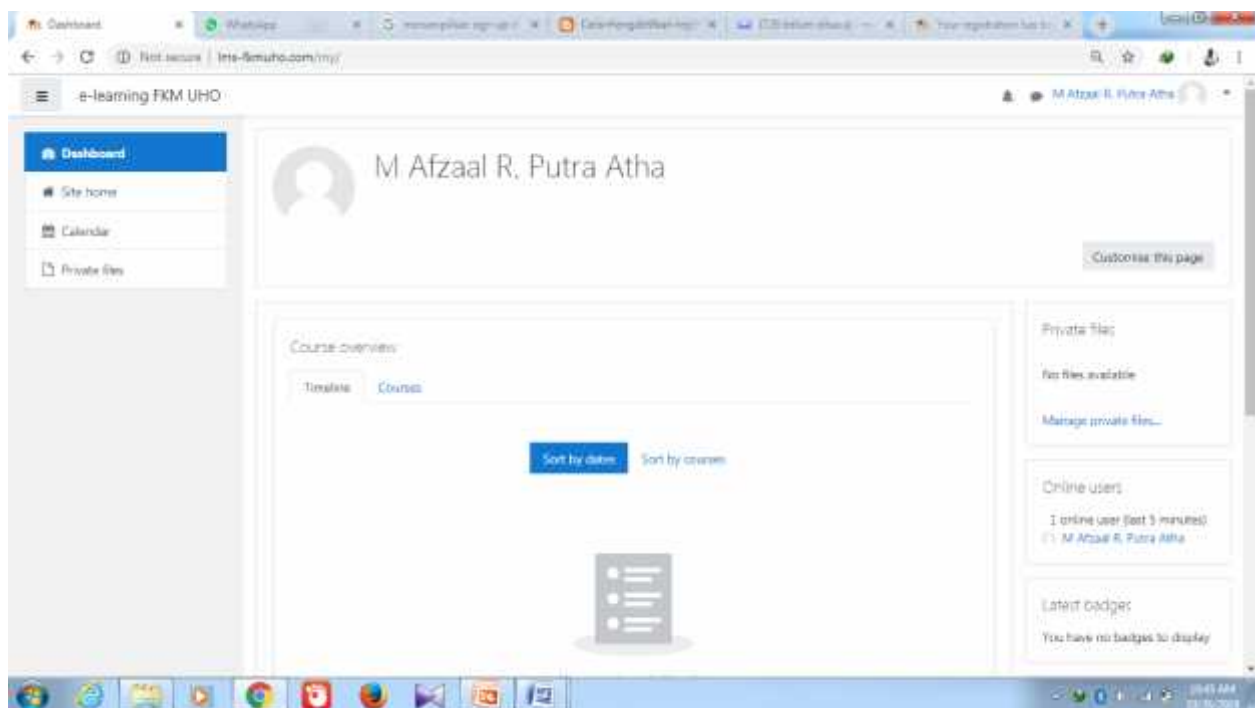 Dashboard
WhatsApp
Your registration has
Not secure | lms-fkmuho.com/my/
e-learning FKM UHO
M Afzaal R. Putra Atha
Dashboard
Site home
Calendar
Private files
M Afzaal R. Putra Atha
Customise this page
Course overview
Timeline Courses
Sort by dates Sort by courses
Private files
No files available
Manage private files...
Online users
1 online user (last 5 minutes)
M Afzaal R. Putra Atha
Latest badges
You have no badges to display